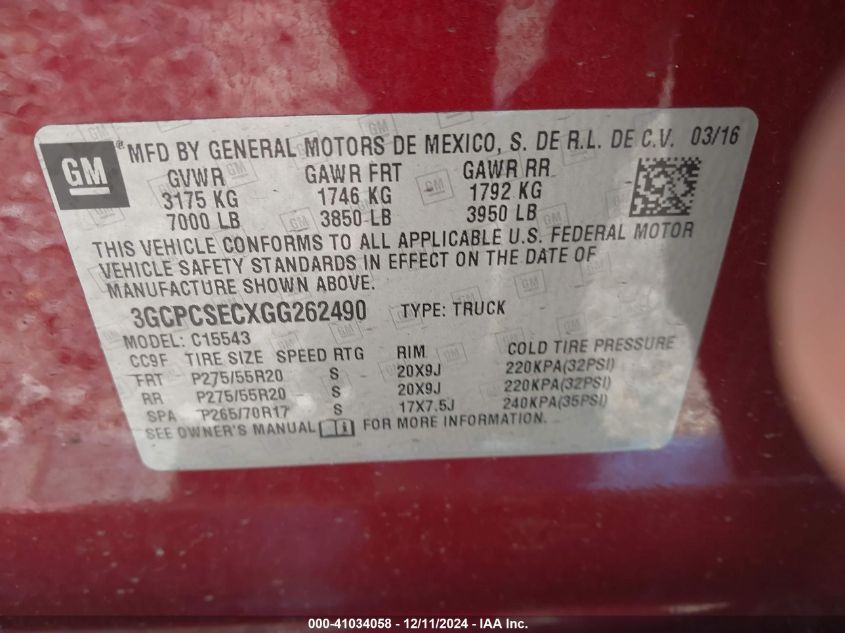 GM ® MFD BY GENERAL MOTORS DE MEXICO, S. DE R.L. DE C.V. 03/16
GVWR GAWR FRT GAWR RR
3175 KG 1746 KG 1792 KG
7000 LB 3850 LB 3950 LB
THIS VEHICLE CONFORMS TO ALL APPLICABLE U.S. FEDERAL MOTOR
VEHICLE SAFETY STANDARDS IN EFFECT ON THE DATE OF
MANUFACTURE SHOWN ABOVE.
3GCPCSECXGG262490 TYPE: TRUCK
MODEL: C15543
CC9F TIRE SIZE SPEED RTG RIM COLD TIRE PRESSURE
FRT P275/55R20 S 20X9J 220KPA(32PSI)
RR P275/55R20 S 20X9J 220KPA(32PSI)
SPA P265/70R17 S 17X7.5J 240KPA(35PSI)
SEE OWNER'S MANUAL i FOR MORE INFORMATION.
000-41034058 - 12/11/2024 - IAA, Inc.